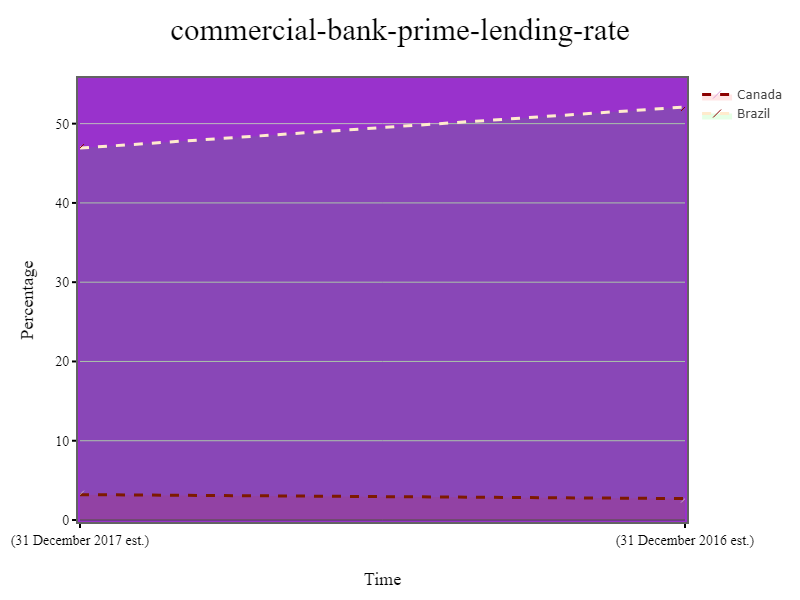 commercial-bank-prime-lending-rate
Canada
Brazil
Percentage
50
40
30
20
10
0
(31 December 2017 est.)
(31 December 2016 est.)
Time